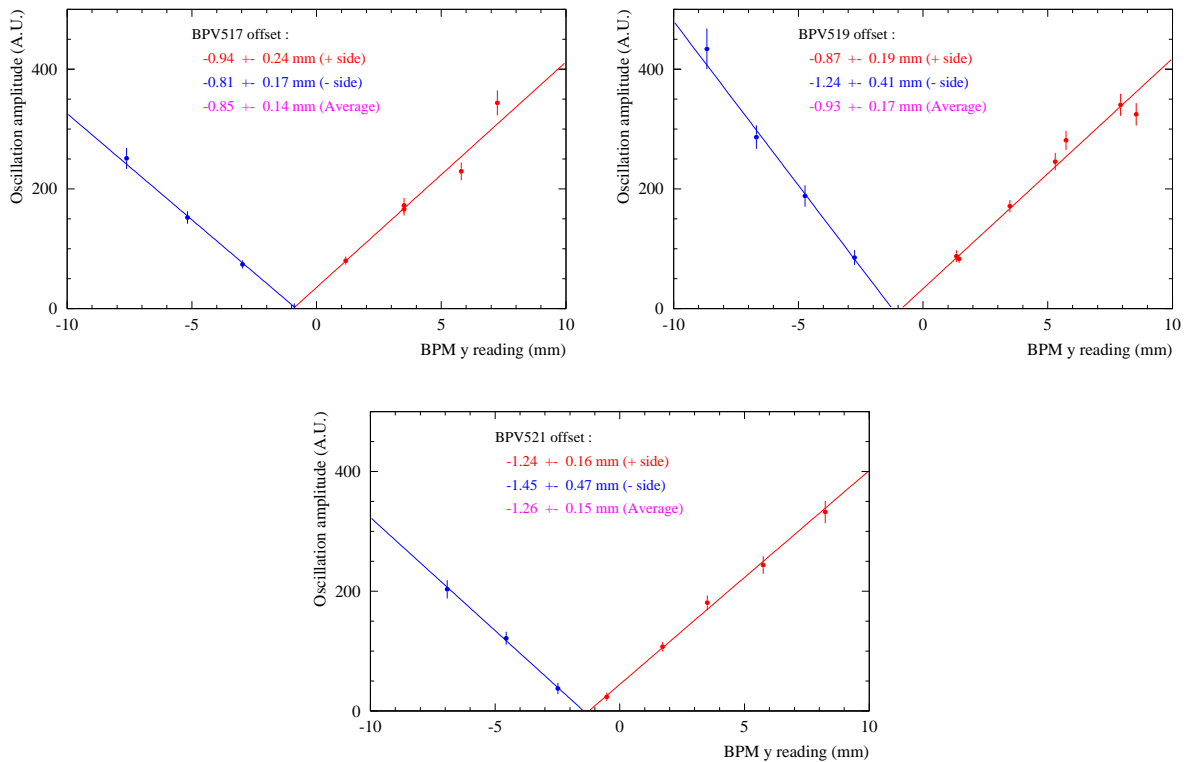 Oscillation amplitude (A.U.)
BPV517 offset :
-0.94 +- 0.24 mm (+ side)
-0.81 +- 0.17 mm (- side)
-0.85 +- 0.14 mm (Average)
400
200
0
-10 -5 0 5 10
BPM y reading (mm)
Oscillation amplitude (A.U.)
BPV519 offset :
-0.87 +- 0.19 mm (+ side)
-1.24 +- 0.41 mm (- side)
-0.93 +- 0.17 mm (Average)
400
200
0
-10 -5 0 5 10
BPM y reading (mm)
Oscillation amplitude (A.U.)
BPV521 offset :
-1.24 +- 0.16 mm (+ side)
-1.45 +- 0.47 mm (- side)
-1.26 +- 0.15 mm (Average)
400
200
0
-10 -5 0 5 10
BPM y reading (mm)